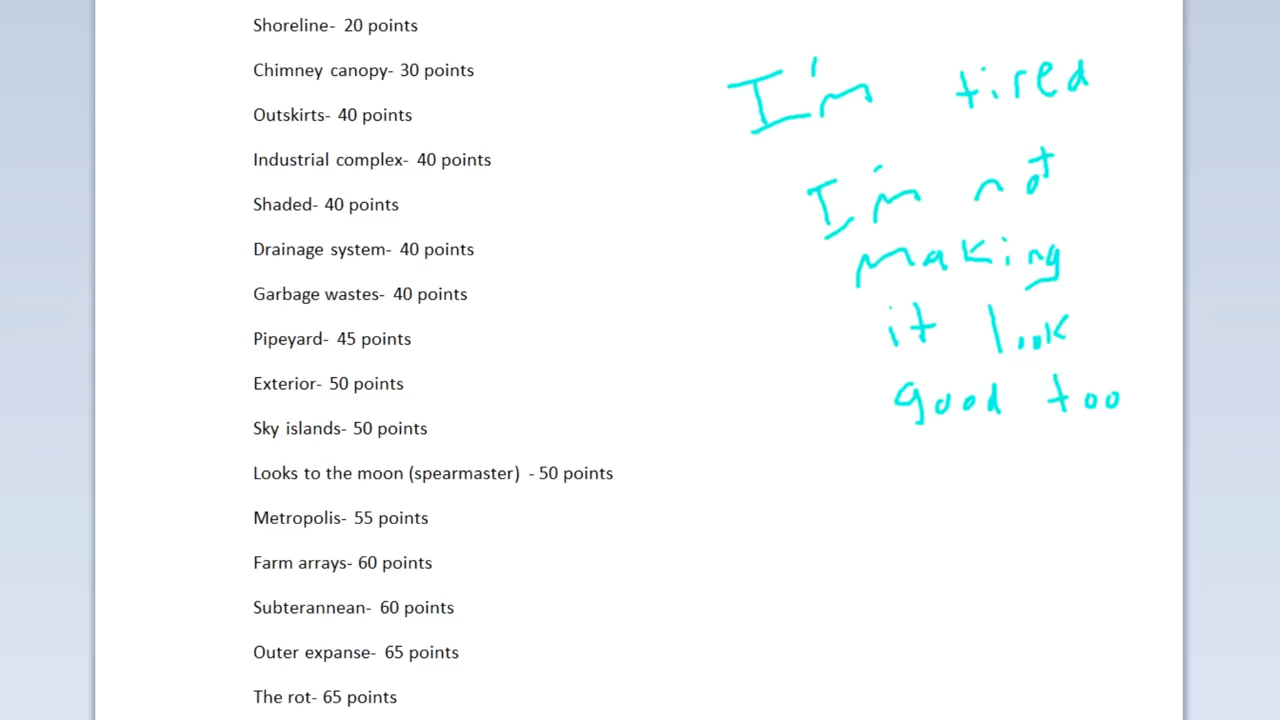 Shoreline- 20 points
Chimney canopy- 30 points
Outskirts- 40 points
Industrial complex- 40 points
Shaded- 40 points
Drainage system- 40 points
Garbage wastes- 40 points
Pipeyard- 45 points
Exterior- 50 points
Sky islands- 50 points
Looks to the moon (spearmaster) - 50 points
Metropolis- 55 points
Farm arrays- 60 points
Subterannean- 60 points
Outer expanse- 65 points
The rot- 65 points
I'm tired
I'm not
making
it look
good too